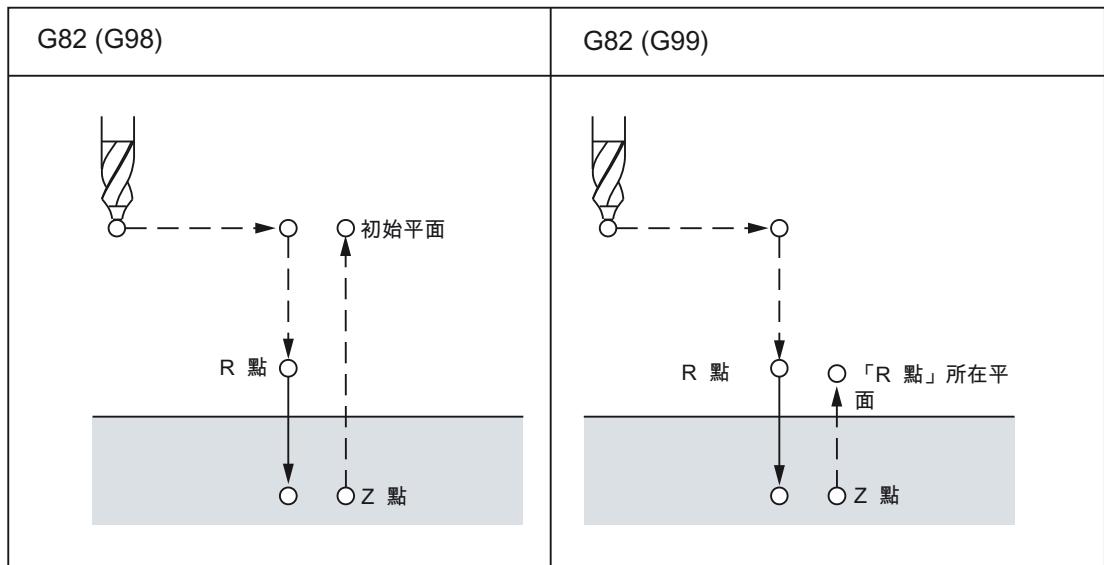 G82 (G98)
G82 (G99)
初始平面
R 點
Z 點
R 點
「R 點」所在平
面
Z 點